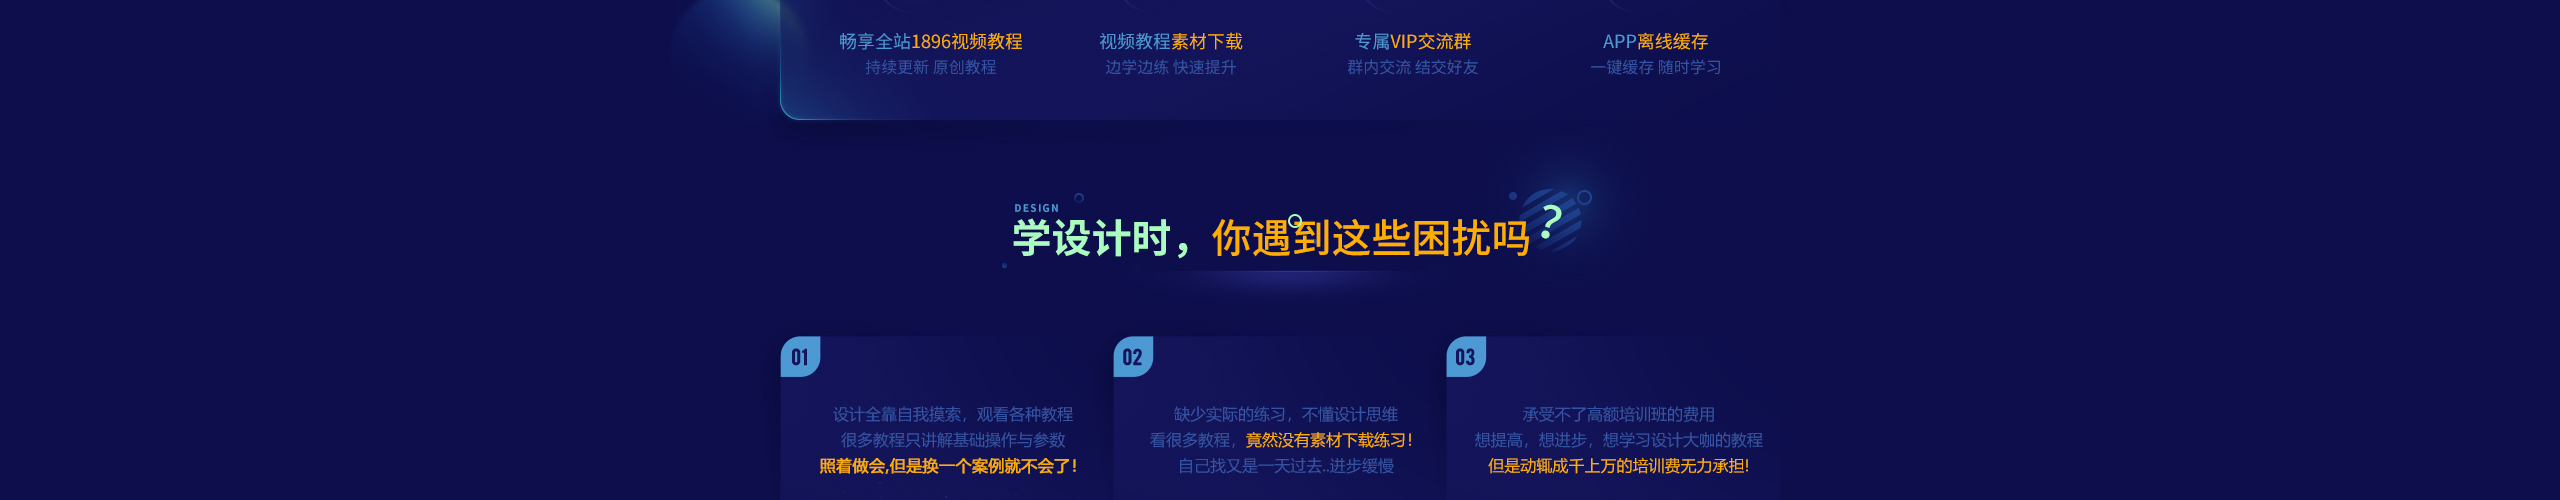 畅享全站1896视频教程
持续更新 原创教程
视频教程素材下载
边学边练 快速提升
专属VIP交流群
群内交流 结交好友
APP离线缓存
一键缓存 随时学习
DESIGN
学设计时，你遇到这些困扰吗?
01
设计全靠自我摸索，观看各种教程
很多教程只讲解基础操作与参数
照着做会,但是换一个案例就不会了!
02
缺少实际的练习，不懂设计思维
看很多教程，竟然没有素材下载练习!
自己找又是一天过去..进步缓慢
03
承受不了高额培训班的费用
想提高，想进步，想学习设计大咖的教程
但是动辄成千上万的培训费无力承担!